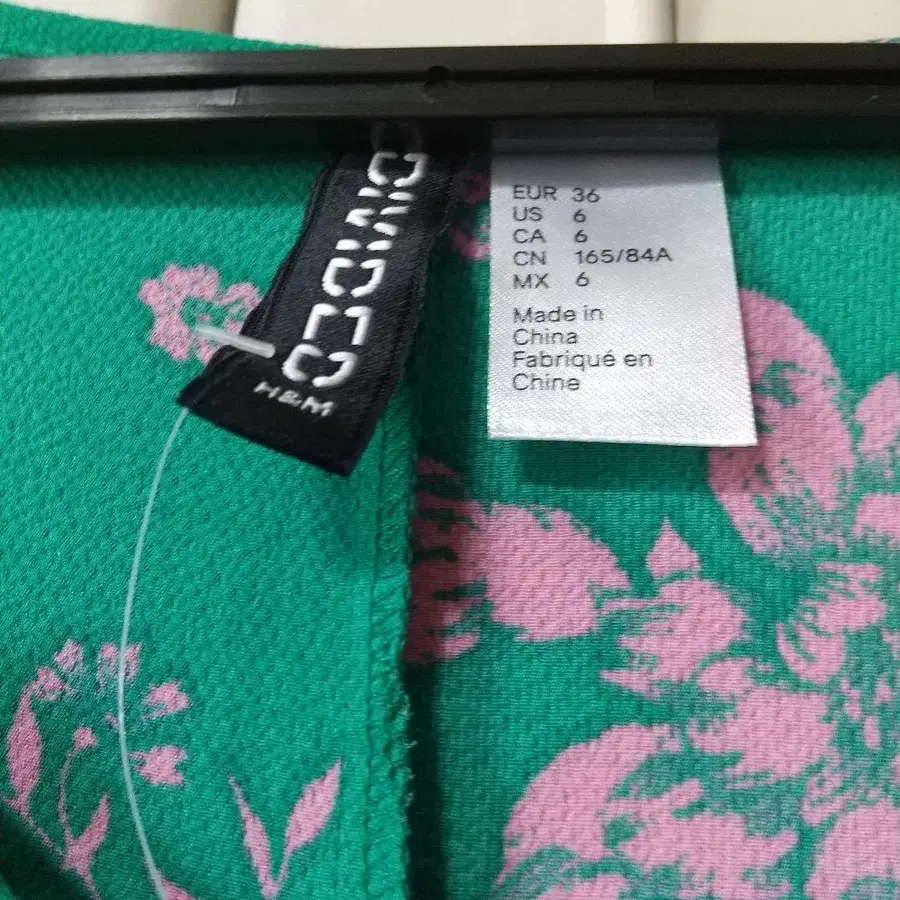 DIVIDED
H&M
EUR 36
US 6
CA 6
CN 165/84A
MX 6
Made in
China
Fabriqué en
Chine